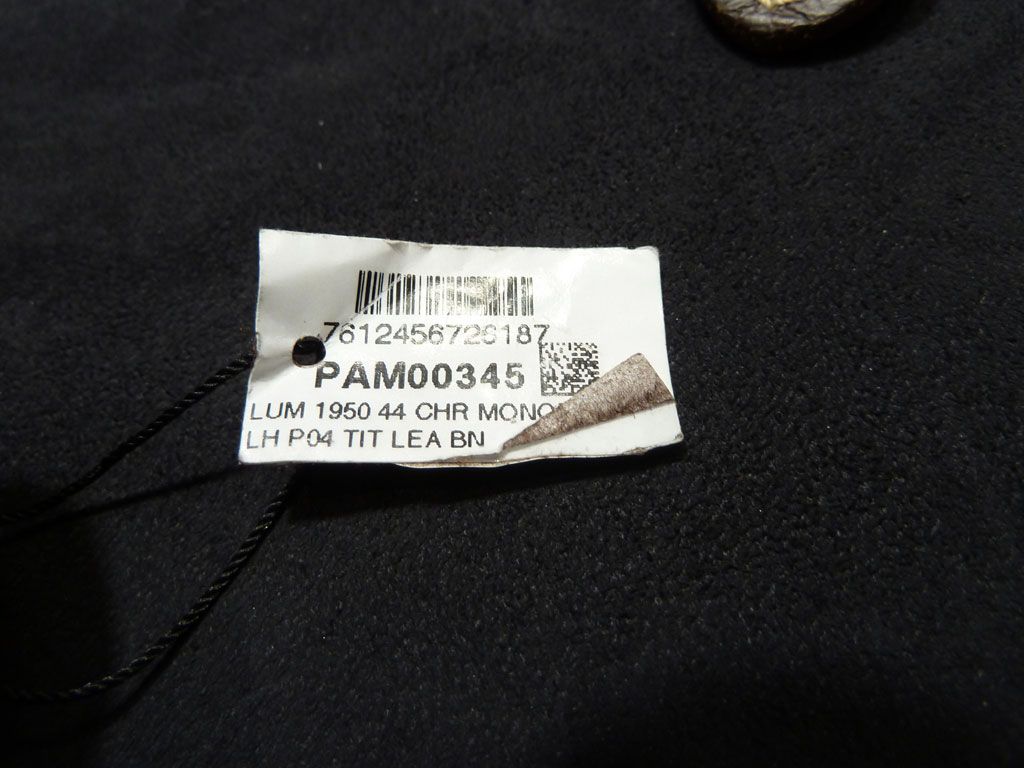 7612456726187
PAM00345
LUM 1950 44 CHR MONO
LH P04 TIT LEA BN